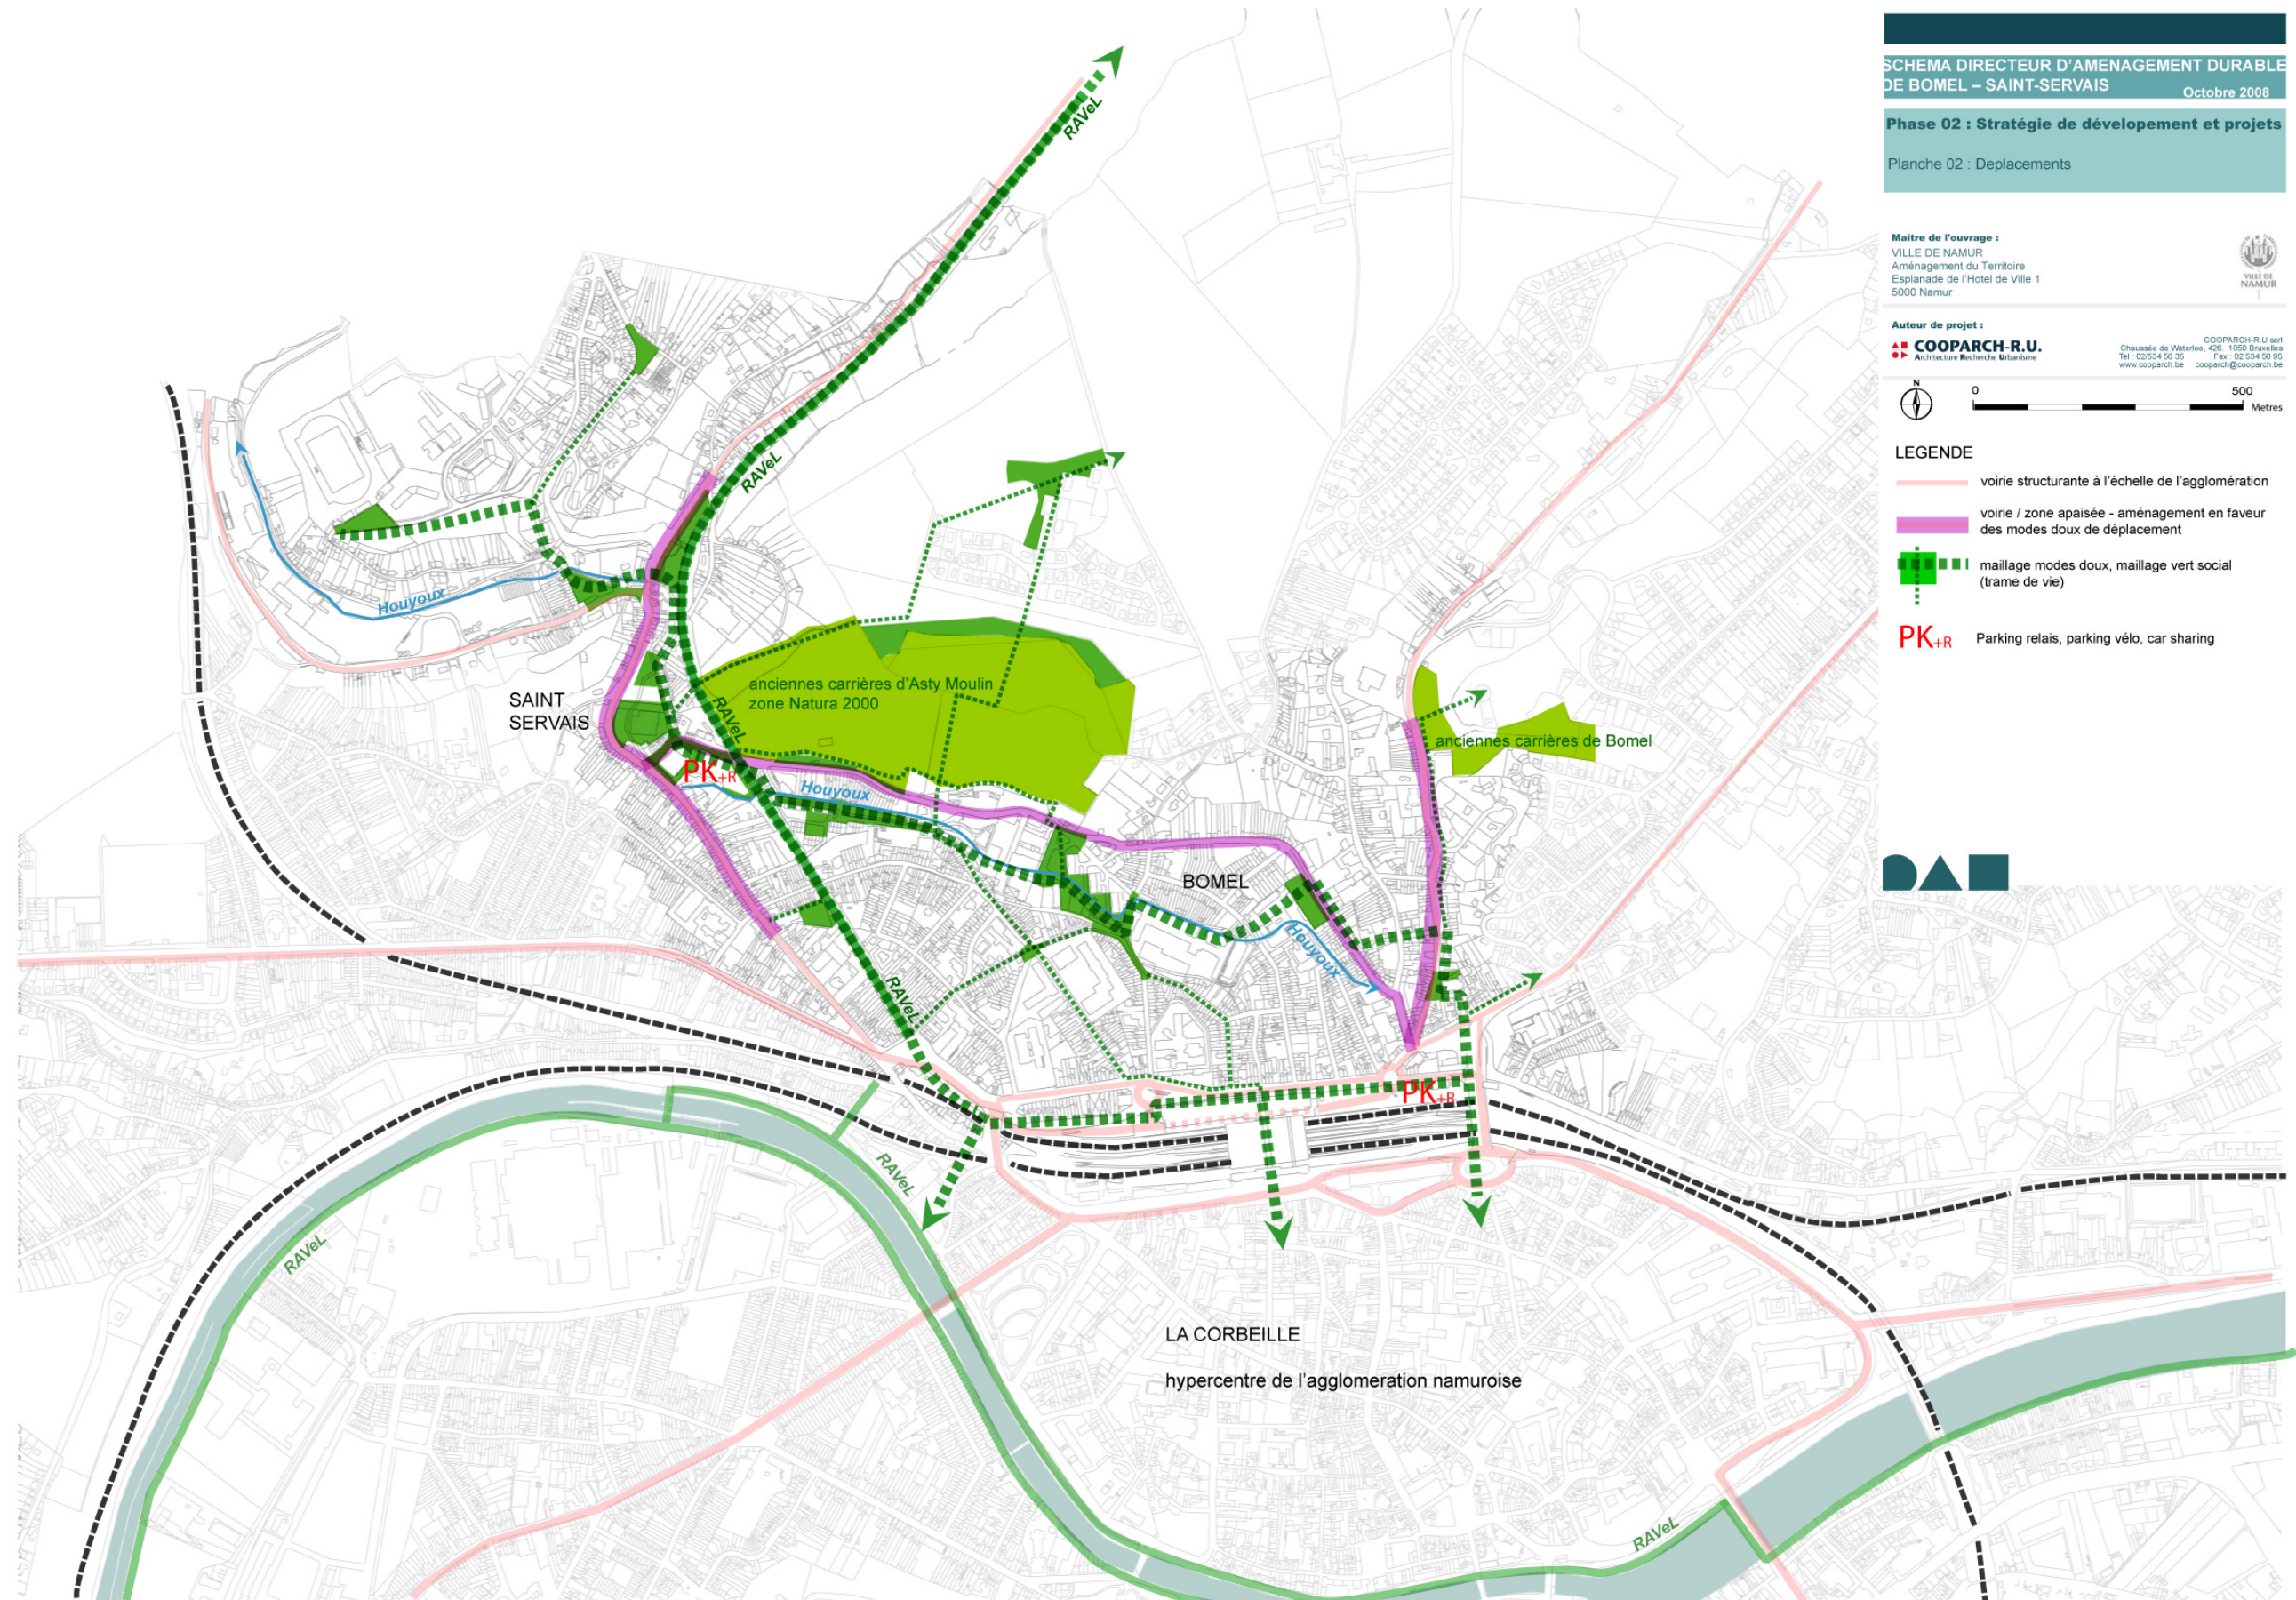 SCHEMA DIRECTEUR D'AMENAGEMENT DURABLE
DE BOMEL – SAINT-SERVAIS
Octobre 2008
Phase 02 : Stratégie de dévelopement et projets
Planche 02 : Deplacements
Maitre de l'ouvrage :
VILLE DE NAMUR
Aménagement du Territoire
Esplanade de l'Hotel de Ville 1
5000 Namur
VILLE DE
NAMUR
Auteur de projet :
COOPARCH-R.U.
Architecture Recherche Urbanisme
COOPARCH-R.U scrl
Chaussée de Waterloo, 426. 1050 Bruxelles
Tel : 02/534 50 35 Fax : 02 534 50 95
www.cooparch.be cooparch@cooparch.be
N
0 500
Metres
LEGENDE
voirie structurante à l'échelle de l'agglomération
voirie / zone apaisée - aménagement en faveur
des modes doux de déplacement
maillage modes doux, maillage vert social
(trame de vie)
PK+R Parking relais, parking vélo, car sharing
RAVeL
RAVeL
Houyoux
SAINT
SERVAIS
anciennes carrières d'Asty Moulin
zone Natura 2000
RAVeL
anciennes carrières de Bomel
PK+R
Houyoux
BOMEL
Houyoux
RAVeL
PK+R
RAVeL
RAVeL
LA CORBEILLE
hypercentre de l'agglomeration namuroise
RAVeL